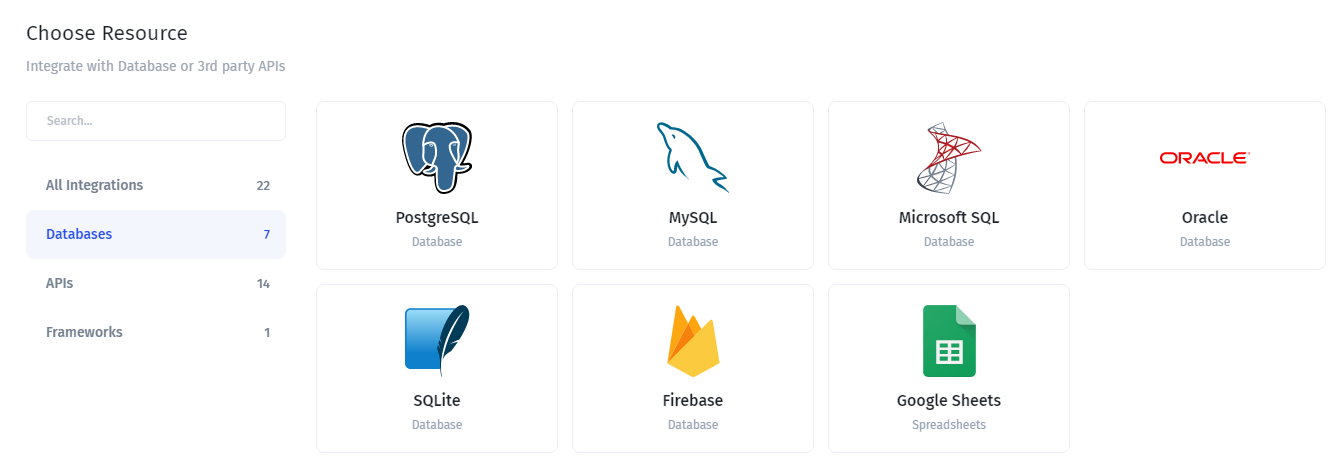 Choose Resource
Integrate with Database or 3rd party APIs
Search...
All Integrations 22
Databases 7
APIs 14
Frameworks 1
PostgreSQL
Database
MySQL
Database
Microsoft SQL
Database
ORACLE
Oracle
Database
SQLite
Database
Firebase
Database
Google Sheets
Spreadsheets